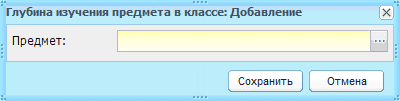 Глубина изучения предмета в классе: Добавление
Предмет:
Сохранить Отмена